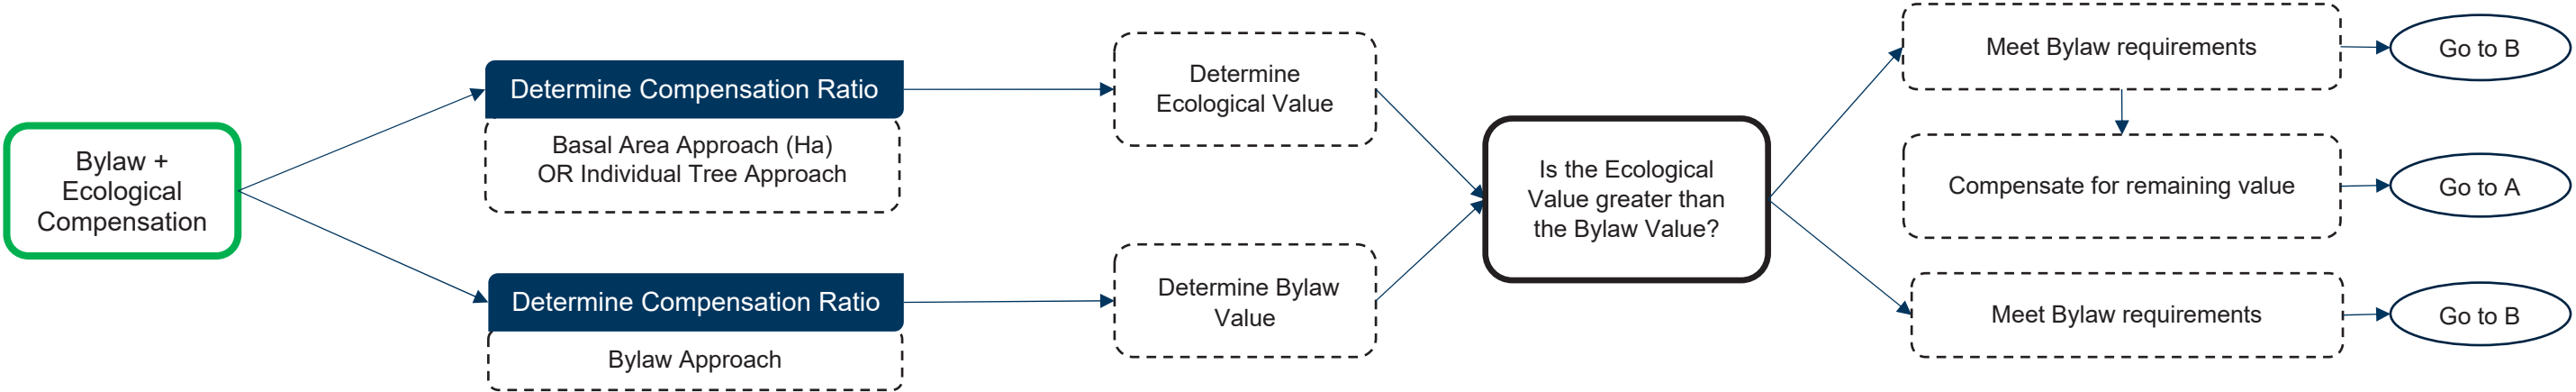 Bylaw +
Ecological
Compensation
Determine Compensation Ratio
Basal Area Approach (Ha)
OR Individual Tree Approach
Determine Compensation Ratio
Bylaw Approach
Determine
Ecological Value
Determine Bylaw
Value
Is the Ecological
Value greater than
the Bylaw Value?
Meet Bylaw requirements
Go to B
Compensate for remaining value
Go to A
Meet Bylaw requirements
Go to B